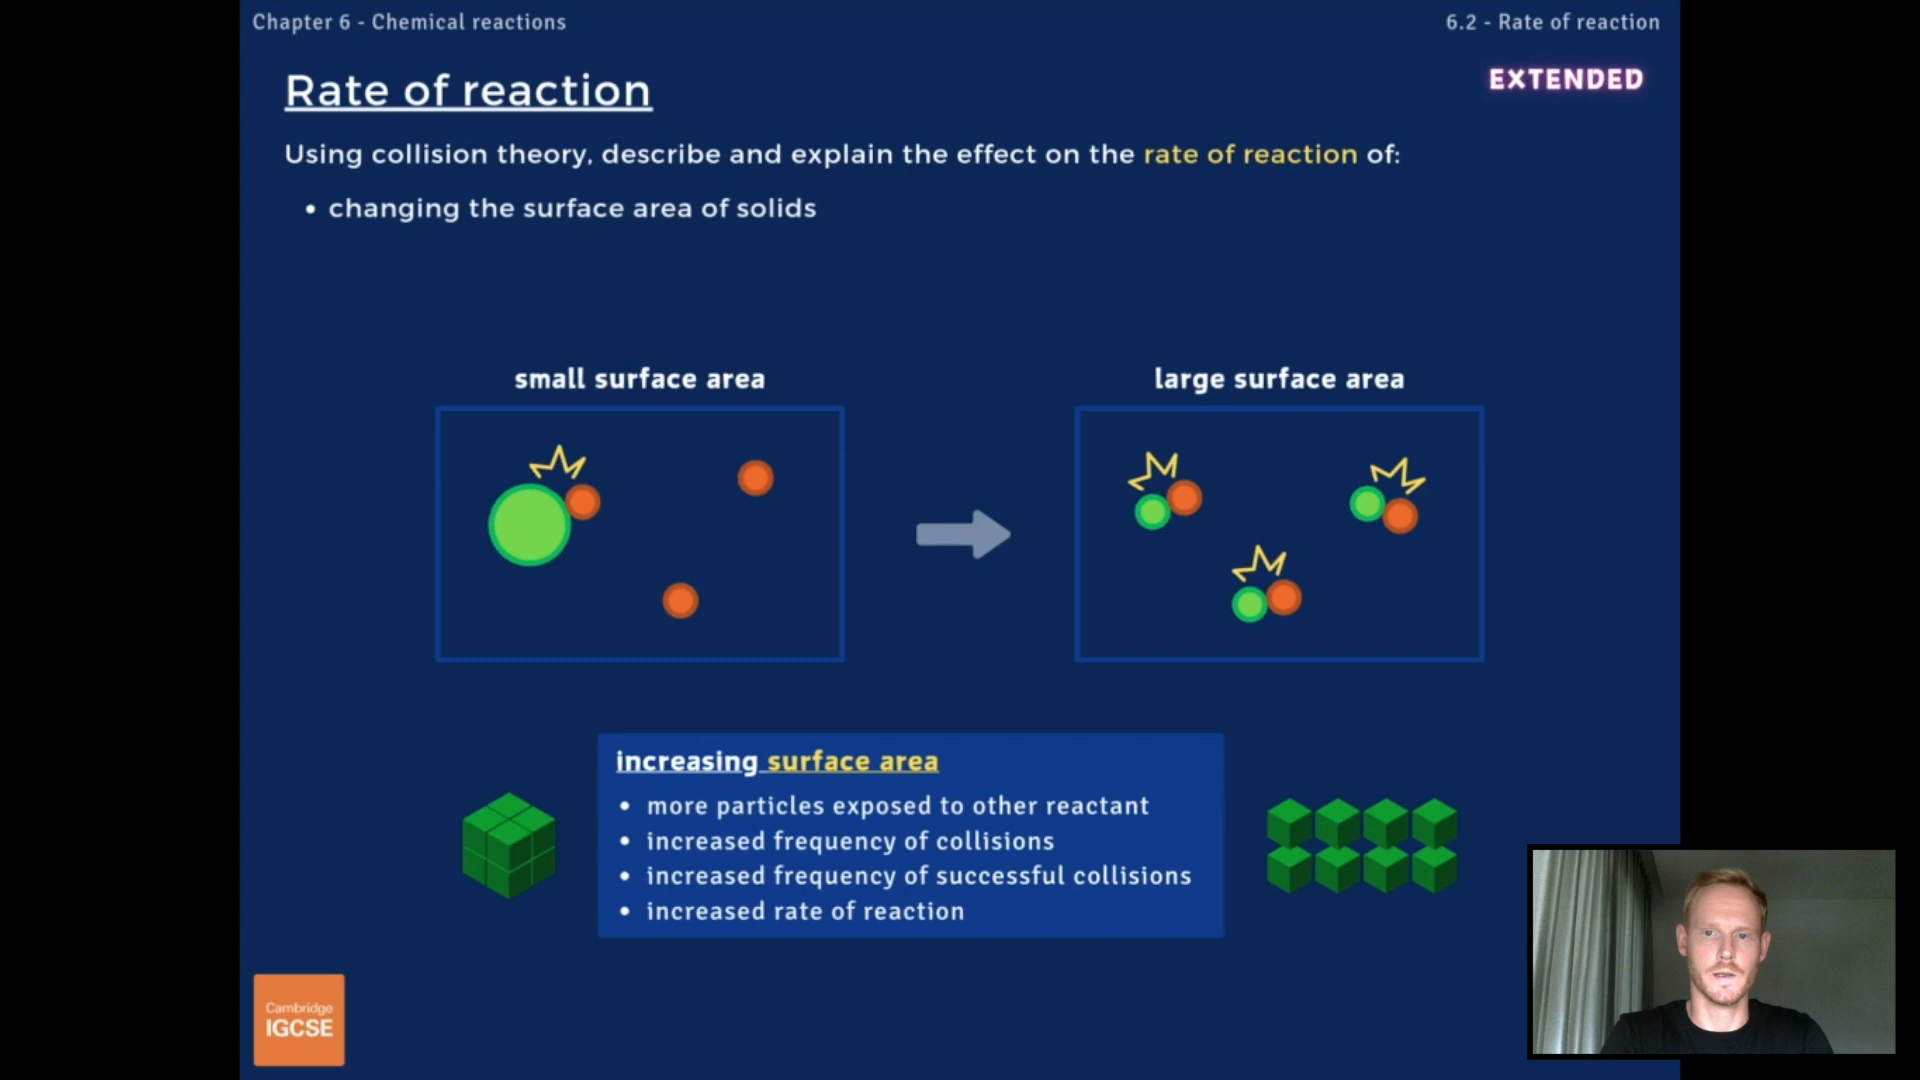 Chapter 6 - Chemical reactions
6.2 - Rate of reaction
EXTENDED
Rate of reaction
Using collision theory, describe and explain the effect on the rate of reaction of:
• changing the surface area of solids
small surface area
large surface area
increasing surface area
• more particles exposed to other reactant
• increased frequency of collisions
• increased frequency of successful collisions
• increased rate of reaction
Cambridge
IGCSE